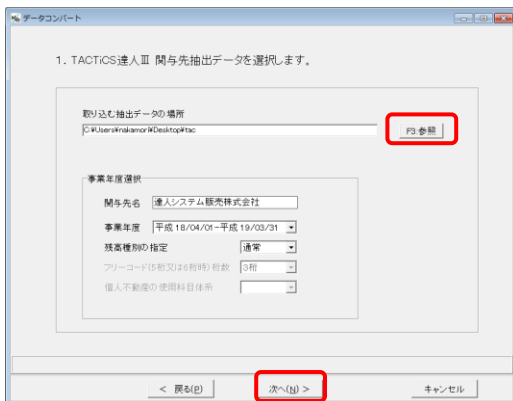 データコンバート
1. TACTiCS達人Ⅲ 関与先抽出データを選択します。
取り込む抽出データの場所
C:¥Users¥nakamori¥Desktop¥tac
F3:参照
事業年度選択
関与先名 達人システム販売株式会社
事業年度 平成 18/04/01-平成 19/03/31
残高種別の指定 通常
フリーコード(5桁又は6桁時)桁数 3桁
個人不動産の使用科目体系
< 戻る(P) 次へ(N) > キャンセル